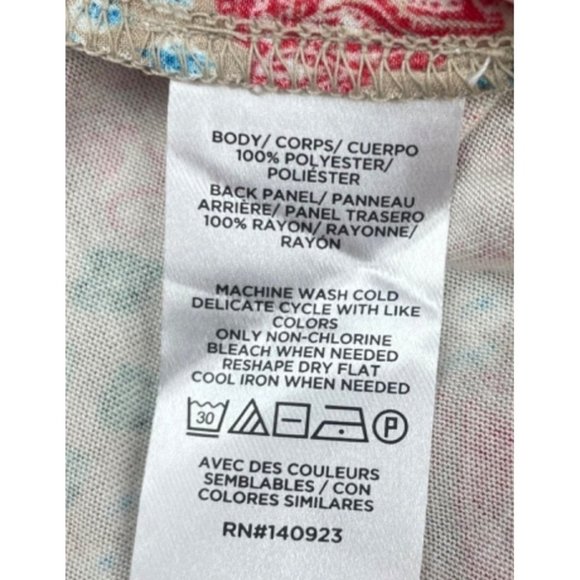 BODY/ CORPS/ CUERPO
100% POLYESTER/
POLIÉSTER
BACK PANEL/ PANNEAU
ARRIÈRE/ PANEL TRASERO
100% RAYON/ RAYONNE/
RAYÓN
MACHINE WASH COLD
DELICATE CYCLE WITH LIKE
COLORS
ONLY NON-CHLORINE
BLEACH WHEN NEEDED
RESHAPE DRY FLAT
COOL IRON WHEN NEEDED
30 P
AVEC DES COULEURS
SEMBLABLES / CON
COLORES SIMILARES
RN#140923